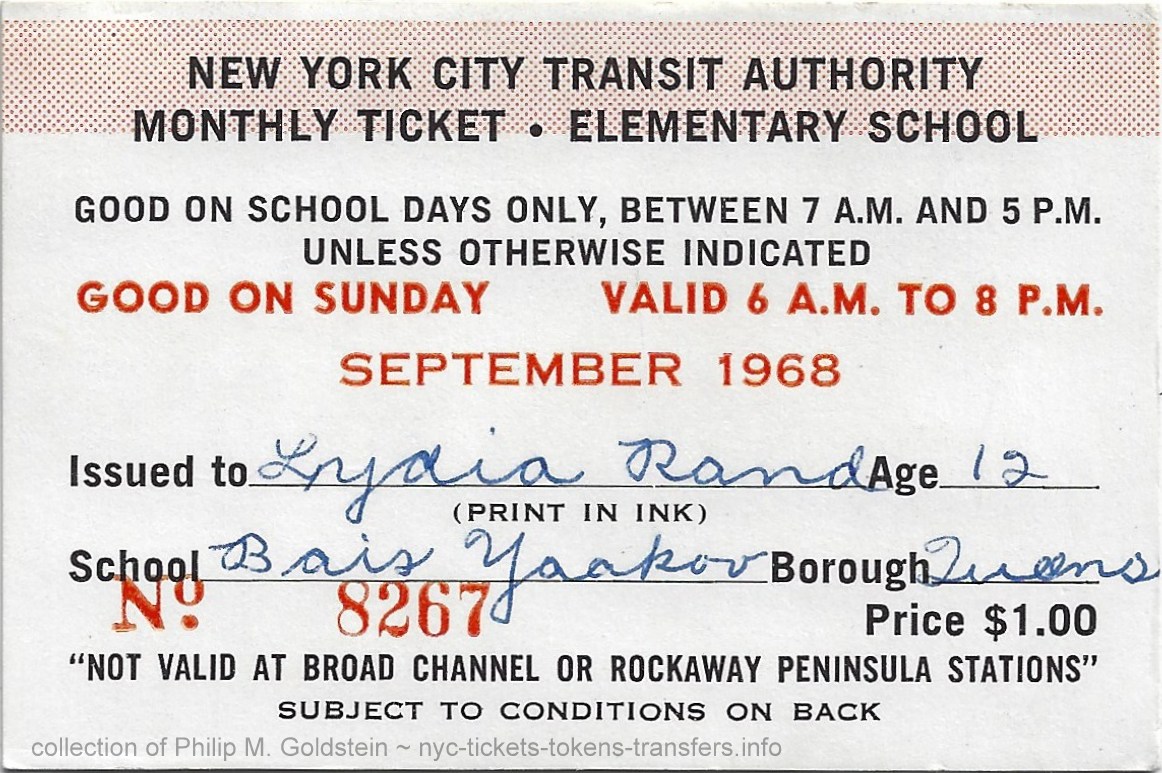 NEW YORK CITY TRANSIT AUTHORITY
MONTHLY TICKET • ELEMENTARY SCHOOL
GOOD ON SCHOOL DAYS ONLY, BETWEEN 7 A.M. AND 5 P.M.
UNLESS OTHERWISE INDICATED
GOOD ON SUNDAY VALID 6 A.M. TO 8 P.M.
SEPTEMBER 1968
Issued to Lydia Rand Age 12
(PRINT IN INK)
School Bais Yaakov Borough Queens
Nº 8267
Price $1.00
"NOT VALID AT BROAD CHANNEL OR ROCKAWAY PENINSULA STATIONS"
SUBJECT TO CONDITIONS ON BACK
collection of Philip M. Goldstein ~ nyc-tickets-tokens-transfers.info